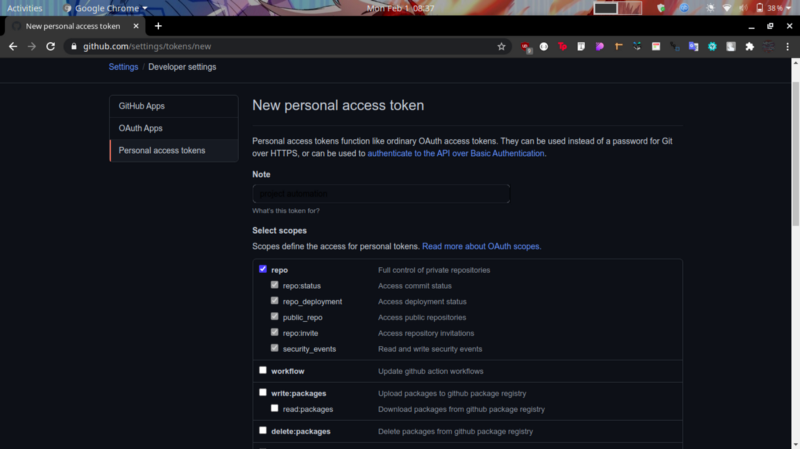 Activities
Google Chrome
Mon Feb 1 08:37
38 %
New personal access token
github.com/settings/tokens/new
Settings / Developer settings
GitHub Apps
OAuth Apps
Personal access tokens
New personal access token
Personal access tokens function like ordinary OAuth access tokens. They can be used instead of a password for Git
over HTTPS, or can be used to authenticate to the API over Basic Authentication.
Note
project automation
What's this token for?
Select scopes
Scopes define the access for personal tokens. Read more about OAuth scopes.
repo Full control of private repositories
repo:status Access commit status
repo_deployment Access deployment status
public_repo Access public repositories
repo:invite Access repository invitations
security_events Read and write security events
workflow Update github action workflows
write:packages Upload packages to github package registry
read:packages Download packages from github package registry
delete:packages Delete packages from github package registry